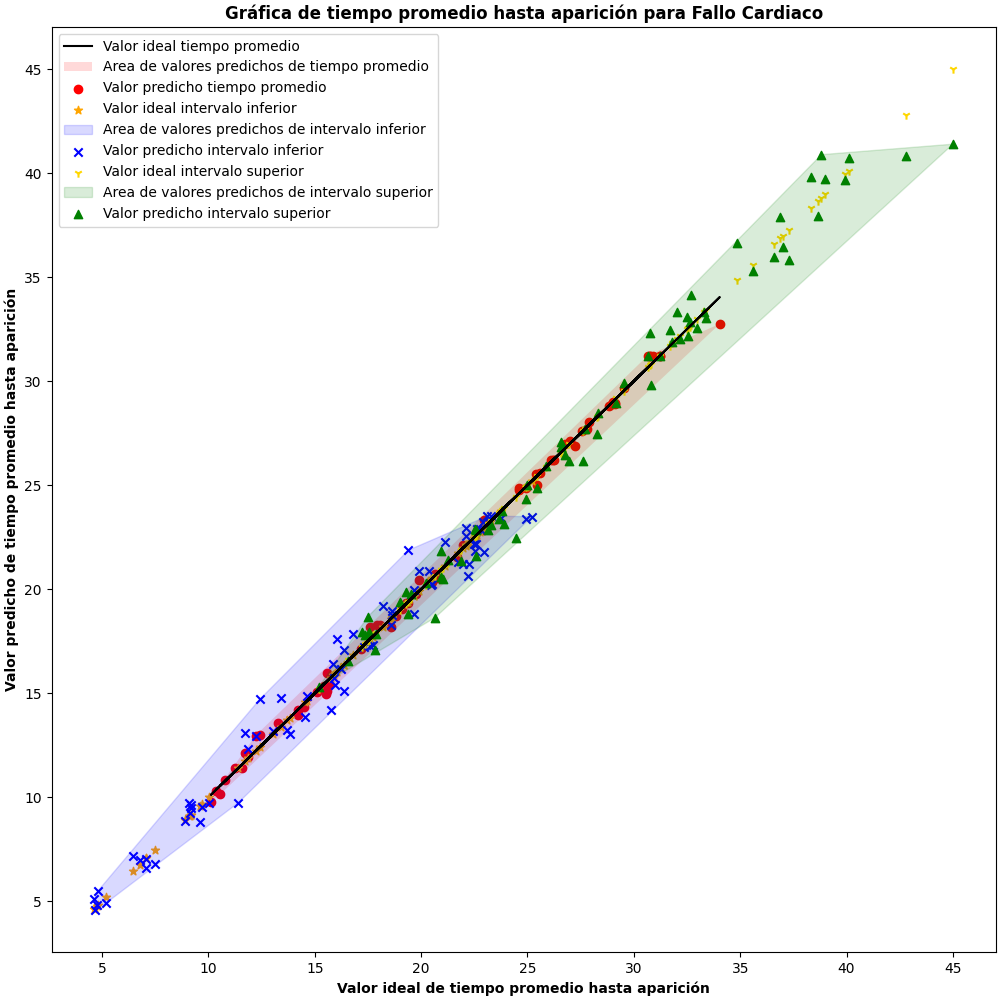 Gráfica de tiempo promedio hasta aparición para Fallo Cardiaco
Valor ideal tiempo promedio
Area de valores predichos de tiempo promedio
Valor predicho tiempo promedio
Valor ideal intervalo inferior
Area de valores predichos de intervalo inferior
Valor predicho intervalo inferior
Valor ideal intervalo superior
Area de valores predichos de intervalo superior
Valor predicho intervalo superior
Valor predicho de tiempo promedio hasta aparición
45
40
35
30
25
20
15
10
5
5 10 15 20 25 30 35 40 45
Valor ideal de tiempo promedio hasta aparición